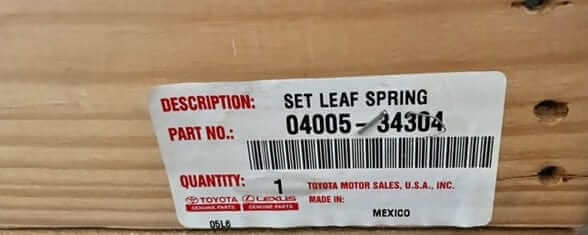 DESCRIPTION: SET LEAF SPRING
PART NO.: 04005-34304
QUANTITY: 1 TOYOTA MOTOR SALES, U.S.A., INC.
TOYOTA LEXUS MADE IN:
GENUINE PARTS GENUINE PARTS MEXICO
05L6